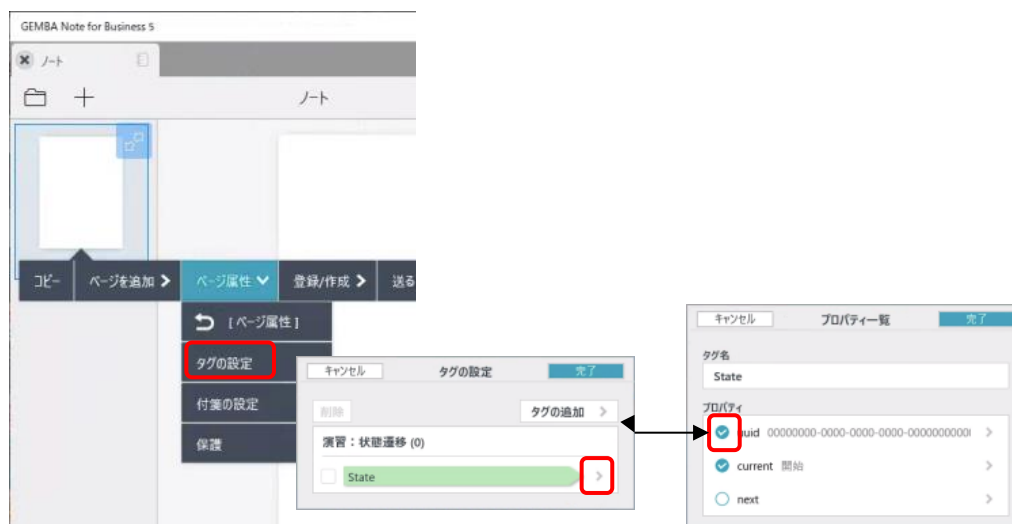 GEMBA Note for Business 5
ノート
ノート
コピー ページを追加 ページ属性 登録/作成 送る
[ページ属性]
タグの設定
付箋の設定
保護
キャンセル タグの設定 完了
削除 タグの追加
演習：状態遷移 (0)
State
キャンセル プロパティ一覧 完了
タグ名
State
プロパティ
uuid 00000000-0000-0000-0000-0000000000
current 開始
next